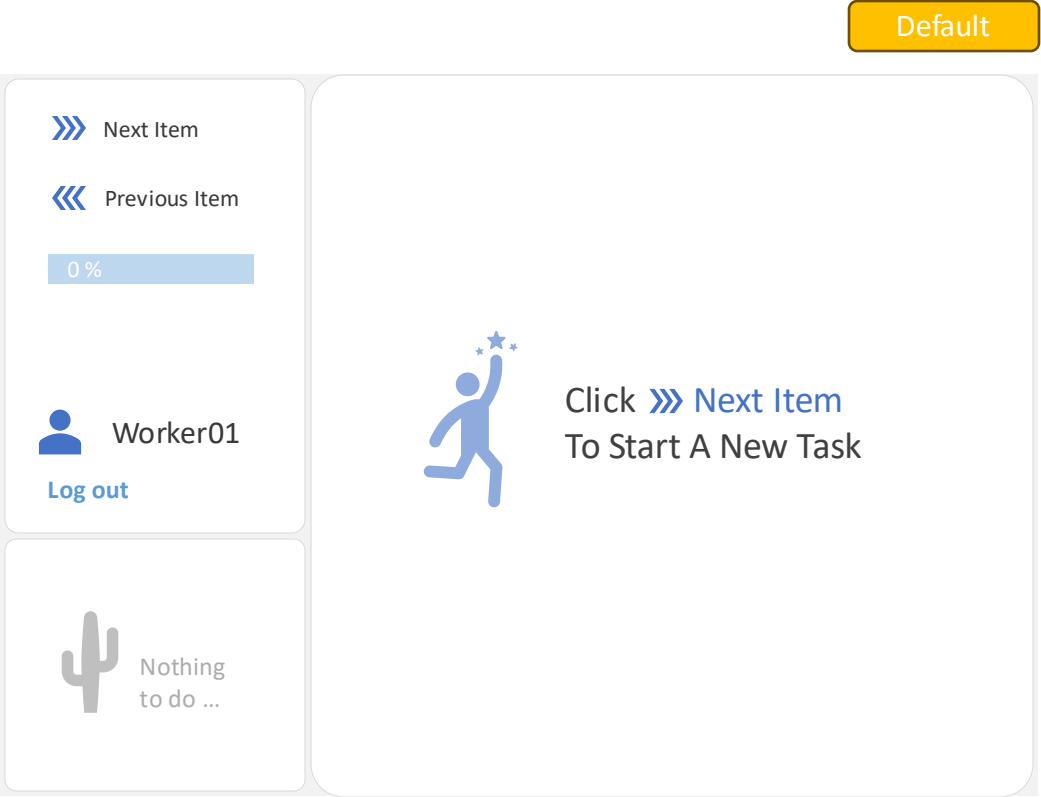 Default
Next Item
Previous Item
0 %
Worker01
Log out
Nothing
to do ...
Click Next Item
To Start A New Task